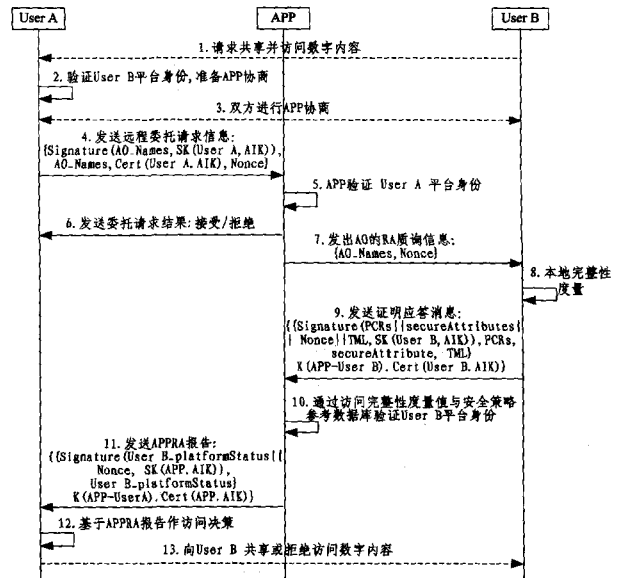 User A
APP
User B
1.请求共享并访问数字内容
2.验证User B平台身份,准备APP协商
3.双方进行APP协商
4.发送远程委托请求信息:
{Signature(AO_Names,SK(User A,AIK)),
AO_Names,Cert(User A.AIK),Nonce}
5.APP验证 User A 平台身份
6.发送委托请求结果:接受/拒绝
7.发出AO的RA质询信息:
{AO_Names,Nonce}
8.本地完整性
度量
9.发送证明应答消息:
{{Signature(PCRs||secureAttributes{
| Nonce||TML,SK(User B,AIK)),PCRs,
secureAttribute, TML}
K(APP-User B).Cert(User B.AIK)}
10.通过访问完整性度量值与安全策略
参考数据库验证User B平台身份
11.发送APPRA报告:
{{Signature(User B_platformStatus||
Nonce, SK(APP.AIK)),
User B_platformStatus}
K(APP-UserA).Cert(APP.AIK)}
12.基于APPRA报告作访问决策
13.向User B 共享或拒绝访问数字内容